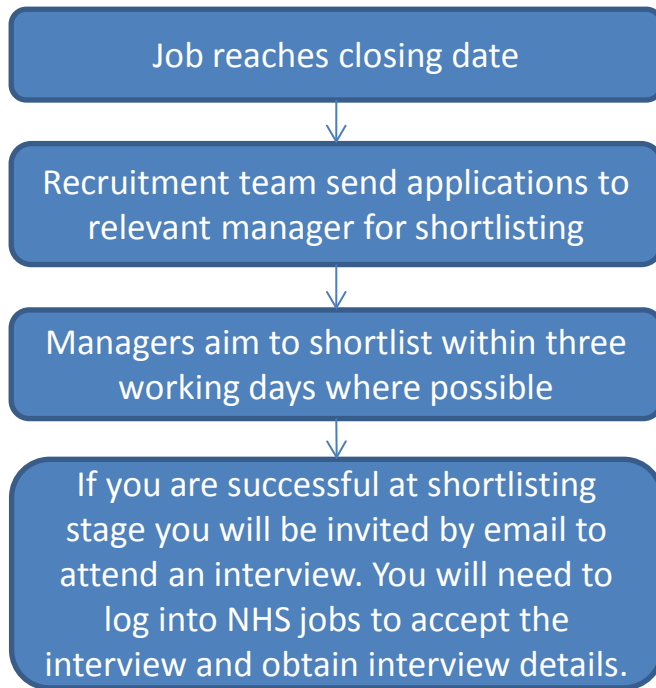 Job reaches closing date
Recruitment team send applications to
relevant manager for shortlisting
Managers aim to shortlist within three
working days where possible
If you are successful at shortlisting
stage you will be invited by email to
attend an interview. You will need to
log into NHS jobs to accept the
interview and obtain interview details.